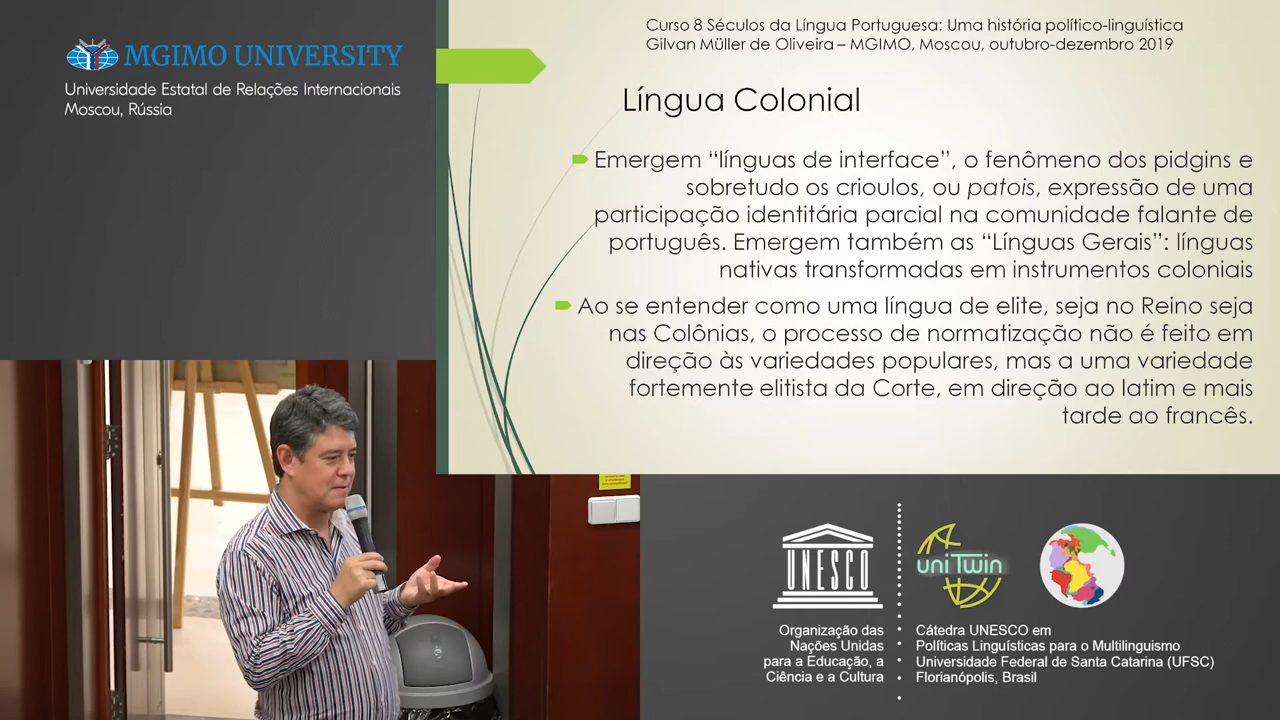 MGIMO UNIVERSITY
Universidade Estatal de Relações Internacionais
Moscou, Rússia
Curso 8 Séculos da Língua Portuguesa: Uma história político-linguística
Gilvan Müller de Oliveira – MGIMO, Moscou, outubro-dezembro 2019
Língua Colonial
Emergem “línguas de interface”, o fenômeno dos pidgins e
sobretudo os crioulos, ou patois, expressão de uma
participação identitária parcial na comunidade falante de
português. Emergem também as “Línguas Gerais”: línguas
nativas transformadas em instrumentos coloniais
Ao se entender como uma língua de elite, seja no Reino seja
nas Colônias, o processo de normatização não é feito em
direção às variedades populares, mas a uma variedade
fortemente elitista da Corte, em direção ao latim e mais
tarde ao francês.
UNESCO
Organização das
Nações Unidas
para a Educação, a
Ciência e a Cultura
uniTwin
Cátedra UNESCO em
Políticas Linguísticas para o Multilinguismo
Universidade Federal de Santa Catarina (UFSC)
Florianópolis, Brasil